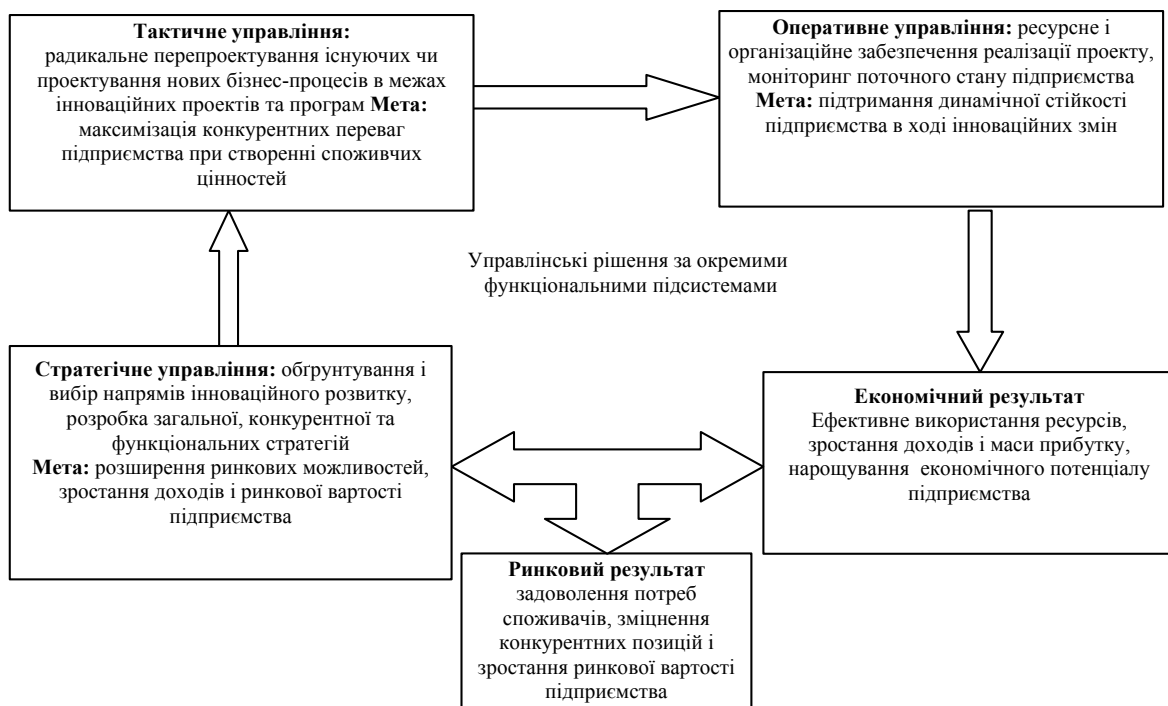 Тактичне управління:
радикальне перепроектування існуючих чи
проектування нових бізнес-процесів в межах
інноваційних проектів та програм Мета:
максимізація конкурентних переваг
підприємства при створенні споживчих
цінностей
Оперативне управління: ресурсне і
організаційне забезпечення реалізації проекту,
моніторинг поточного стану підприємства
Мета: підтримання динамічної стійкості
підприємства в ході інноваційних змін
Управлінські рішення за окремими
функціональними підсистемами
Стратегічне управління: обґрунтування і
вибір напрямів інноваційного розвитку,
розробка загальної, конкурентної та
функціональних стратегій
Мета: розширення ринкових можливостей,
зростання доходів і ринкової вартості
підприємства
Економічний результат
Ефективне використання ресурсів,
зростання доходів і маси прибутку,
нарощування економічного потенціалу
підприємства
Ринковий результат
задоволення потреб
споживачів, зміцнення
конкурентних позицій і
зростання ринкової вартості
підприємства